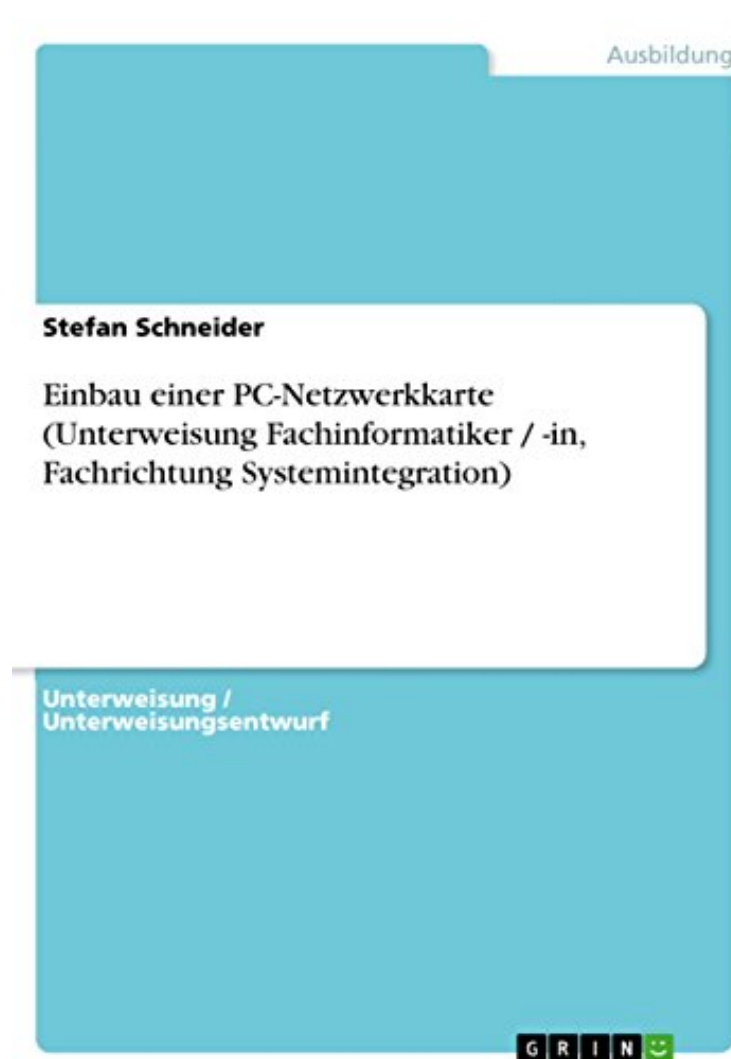 Ausbildung
Stefan Schneider
Einbau einer PC-Netzwerkkarte
(Unterweisung Fachinformatiker / -in,
Fachrichtung Systemintegration)
Unterweisung /
Unterweisungsentwurf
GRIN